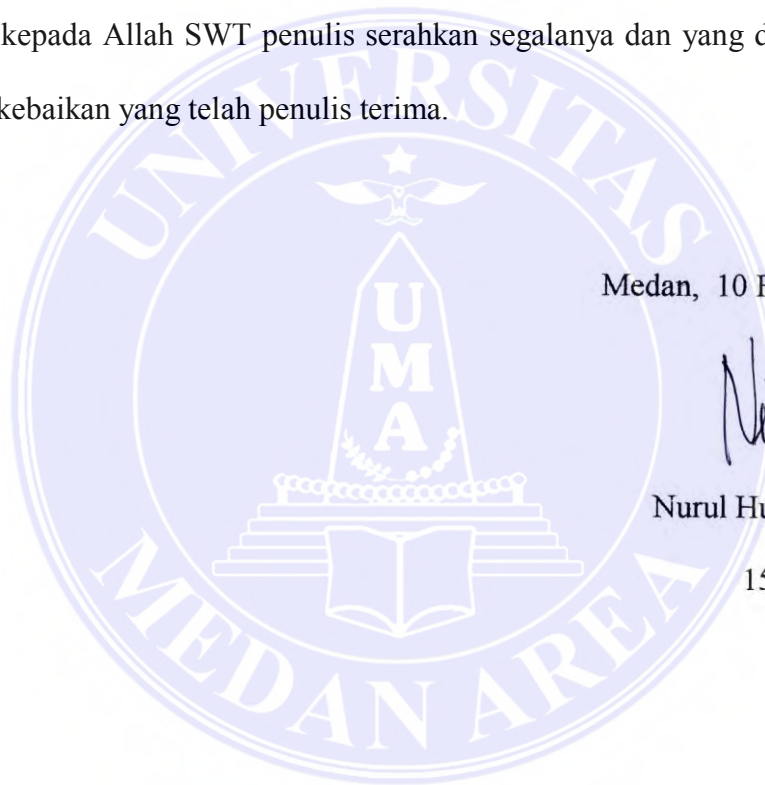 kepada Allah SWT penulis serahkan segalanya dan yang
kebaikan yang telah penulis terima.
UNIVERSITAS
UMA
MEDAN AREA
Medan, 10
Nurul
15